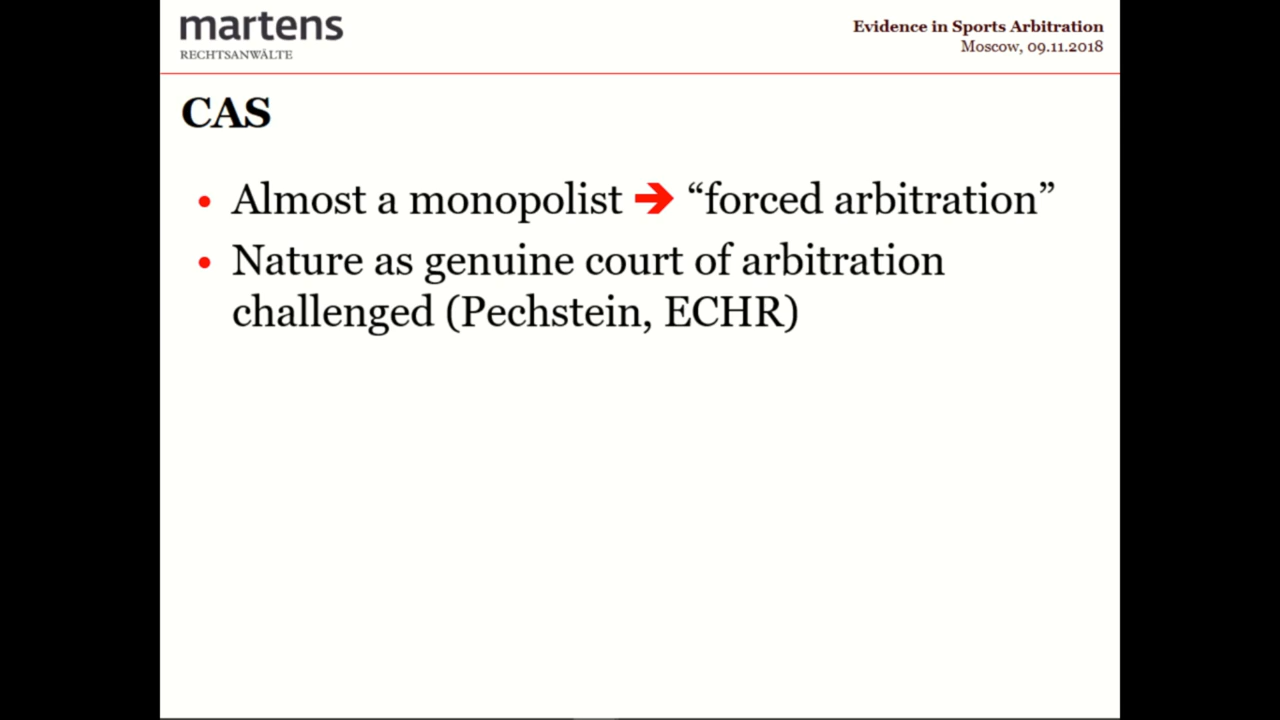 martens
RECHTSANWÄLTE
Evidence in Sports Arbitration
Moscow, 09.11.2018
CAS
• Almost a monopolist ➔ “forced arbitration”
• Nature as genuine court of arbitration
challenged (Pechstein, ECHR)